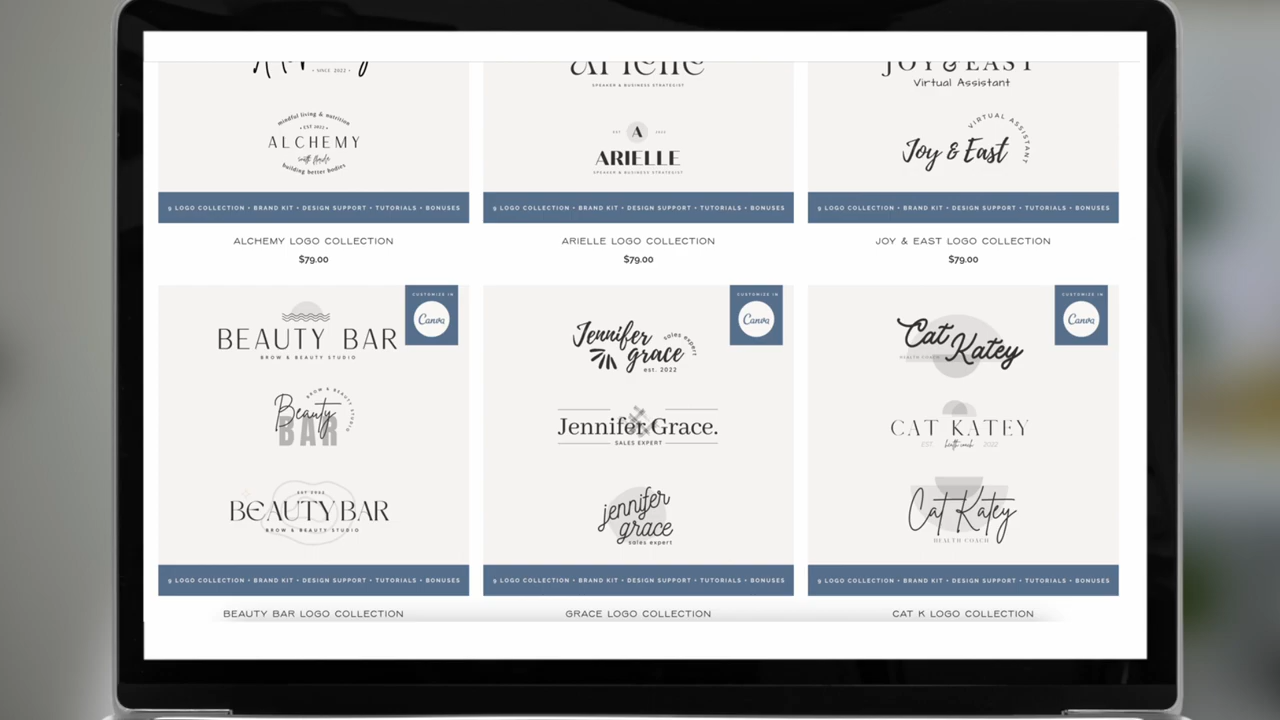 • SINCE 2022 •
Arielle
SPEAKER & BUSINESS STRATEGIST
JOY & EAST
Virtual Assistant
mindful living & nutrition
• EST 2022 •
ALCHEMY
building better bodies
EST
A
2022
ARIELLE
SPEAKER & BUSINESS STRATEGIST
VIRTUAL ASSISTANT
Joy & East
9 LOGO COLLECTION • BRAND KIT • DESIGN SUPPORT • TUTORIALS • BONUSES
9 LOGO COLLECTION • BRAND KIT • DESIGN SUPPORT • TUTORIALS • BONUSES
9 LOGO COLLECTION • BRAND KIT • DESIGN SUPPORT • TUTORIALS • BONUSES
ALCHEMY LOGO COLLECTION
$79.00
ARIELLE LOGO COLLECTION
$79.00
JOY & EAST LOGO COLLECTION
$79.00
CUSTOMIZE IN
Canva
BEAUTY BAR
BROW & BEAUTY STUDIO
BROW & BEAUTY STUDIO
Beauty
BAR
EST 2022
BEAUTY BAR
BROW & BEAUTY STUDIO
CUSTOMIZE IN
Canva
Jennifer
grace
sales expert
est. 2022
Jennifer Grace.
SALES EXPERT
jennifer
grace
sales expert
CUSTOMIZE IN
Canva
Cat
Katey
HEALTH COACH
CAT KATEY
EST. health coach 2022
Cat Katey
HEALTH COACH
9 LOGO COLLECTION • BRAND KIT • DESIGN SUPPORT • TUTORIALS • BONUSES
9 LOGO COLLECTION • BRAND KIT • DESIGN SUPPORT • TUTORIALS • BONUSES
9 LOGO COLLECTION • BRAND KIT • DESIGN SUPPORT • TUTORIALS • BONUSES
BEAUTY BAR LOGO COLLECTION
GRACE LOGO COLLECTION
CAT K LOGO COLLECTION